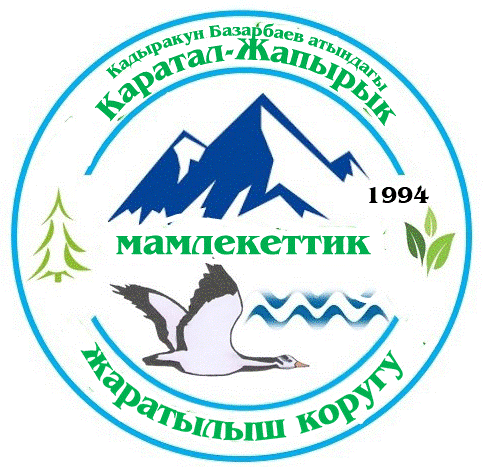 Кадыракун Базарбаев атындагы
Каратал-Жапырык
1994
мамлекеттик
жаратылыш коругу